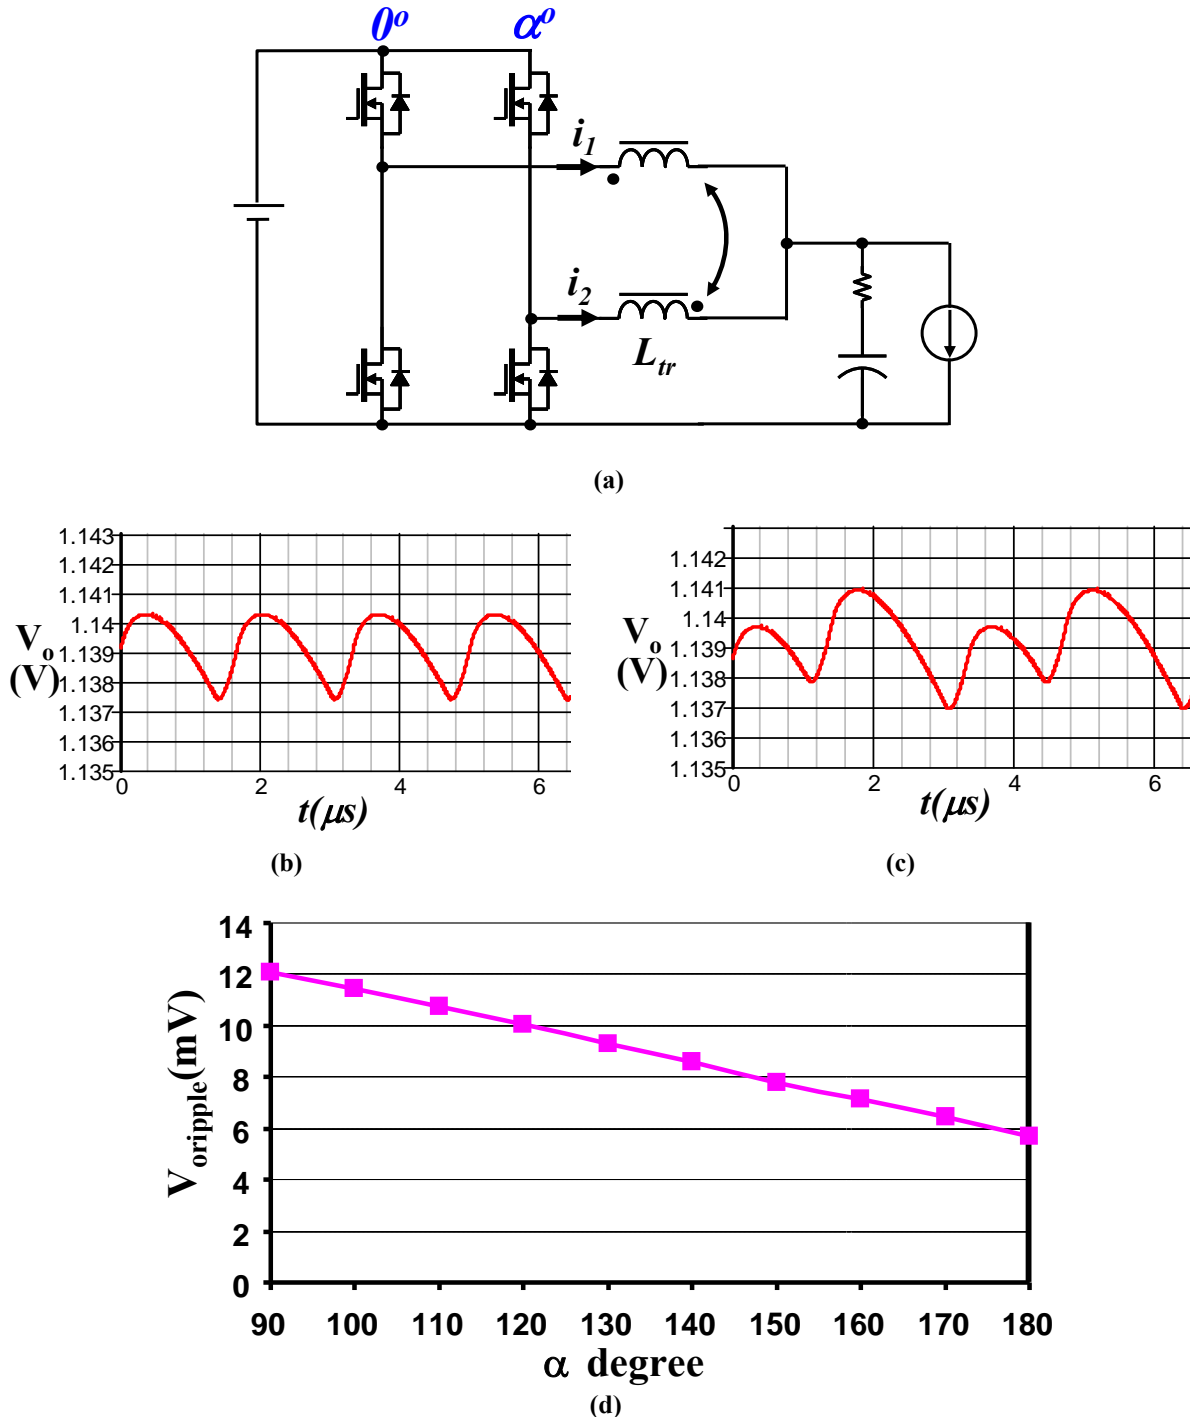 0º αº
i1
i2
Ltr
(a)
1.143
1.142
1.141
1.14
1.139
1.138
1.137
1.136
1.135
Vo
(V)
0 2 4 6
t(μs)
(b)
1.142
1.141
1.14
1.139
1.138
1.137
1.136
1.135
Vo
(V)
0 2 4 6
t(μs)
(c)
14
12
10
8
6
4
2
0
Voripple(mV)
90 100 110 120 130 140 150 160 170 180
α degree
(d)